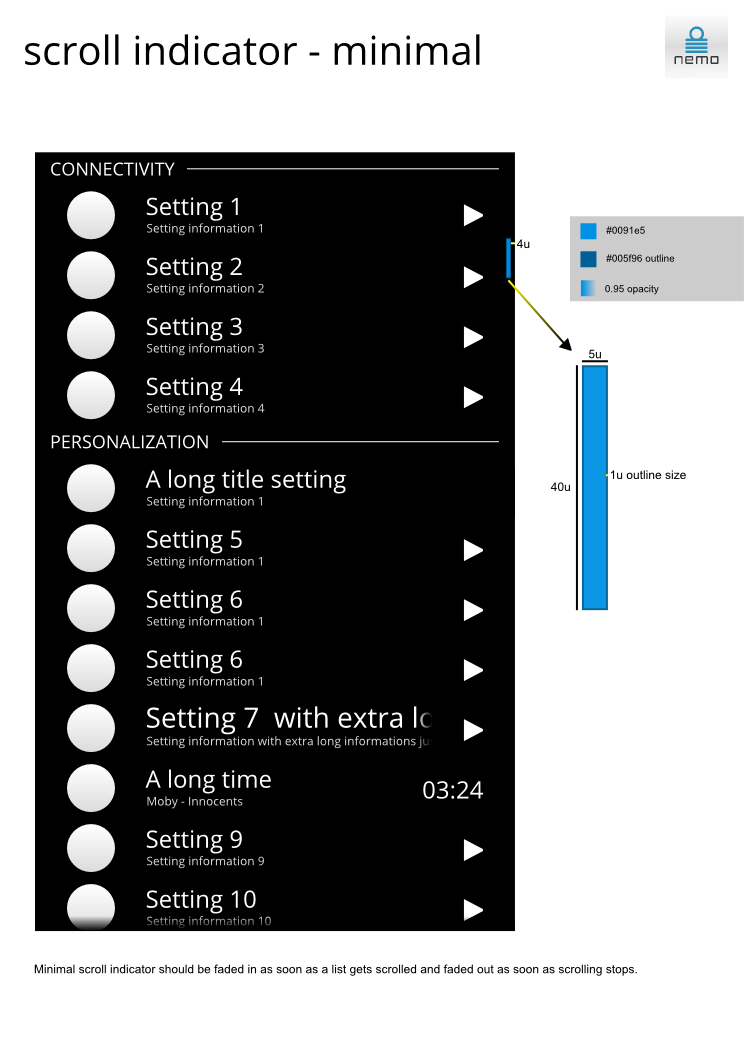 scroll indicator - minimal
nemo
CONNECTIVITY
Setting 1
Setting information 1
Setting 2
Setting information 2
Setting 3
Setting information 3
Setting 4
Setting information 4
PERSONALIZATION
A long title setting
Setting information 1
Setting 5
Setting information 1
Setting 6
Setting information 1
Setting 6
Setting information 1
Setting 7  with extra lo
Setting information with extra long informations ju
A long time
Moby - Innocents
03:24
Setting 9
Setting information 9
Setting 10
Setting information 10
4u
#0091e5
#005f96 outline
0.95 opacity
5u
40u
1u outline size
Minimal scroll indicator should be faded in as soon as a list gets scrolled and faded out as soon as scrolling stops.